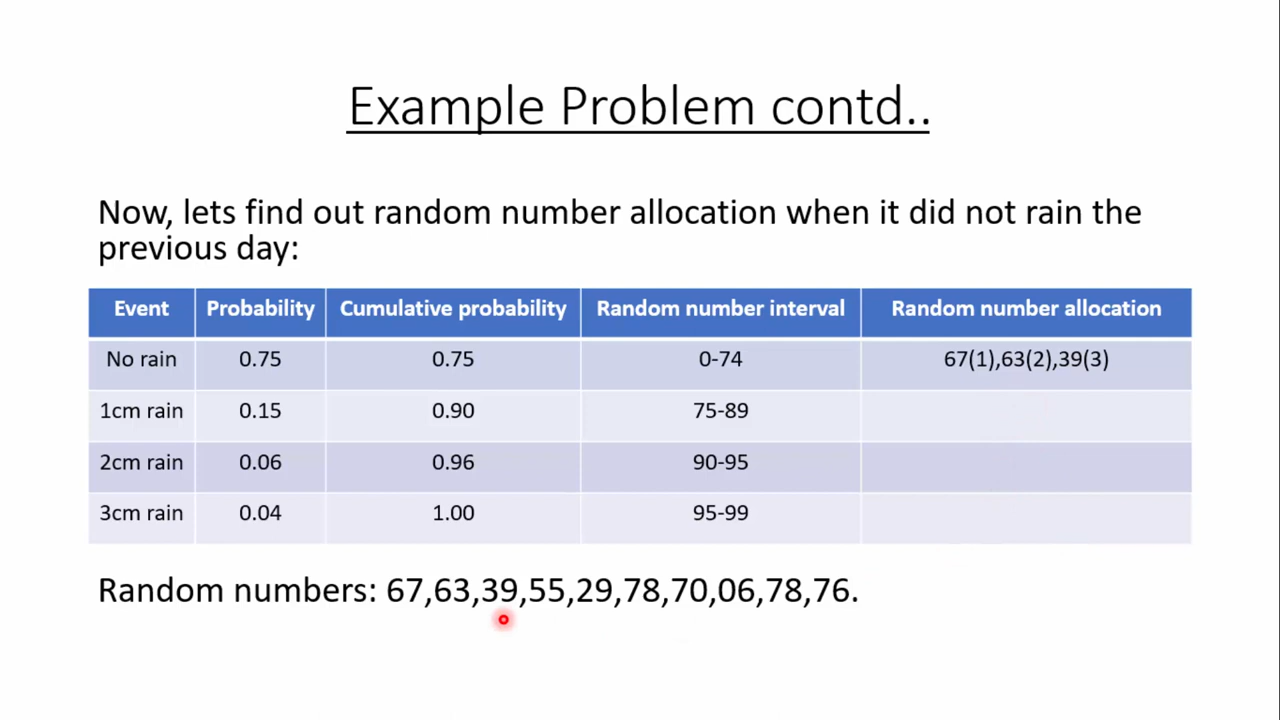 Example Problem contd..
Now, lets find out random number allocation when it did not rain the
previous day:
Event Probability Cumulative probability Random number interval Random number allocation
No rain 0.75 0.75 0-74 67(1),63(2),39(3)
1cm rain 0.15 0.90 75-89
2cm rain 0.06 0.96 90-95
3cm rain 0.04 1.00 95-99
Random numbers: 67,63,39,55,29,78,70,06,78,76.